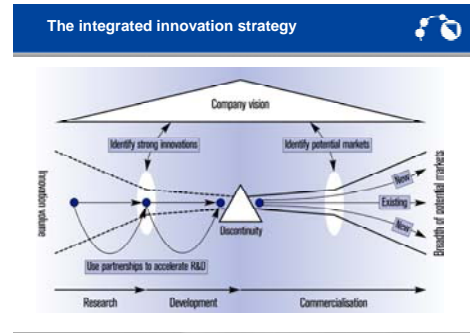 The integrated innovation strategy
Company vision
Identify strong innovations
Identify potential markets
Innovation volume
New
Existing
New
Breadth of potential markets
Discontinuity
Use partnerships to accelerate R&D
Research
Development
Commercialisation